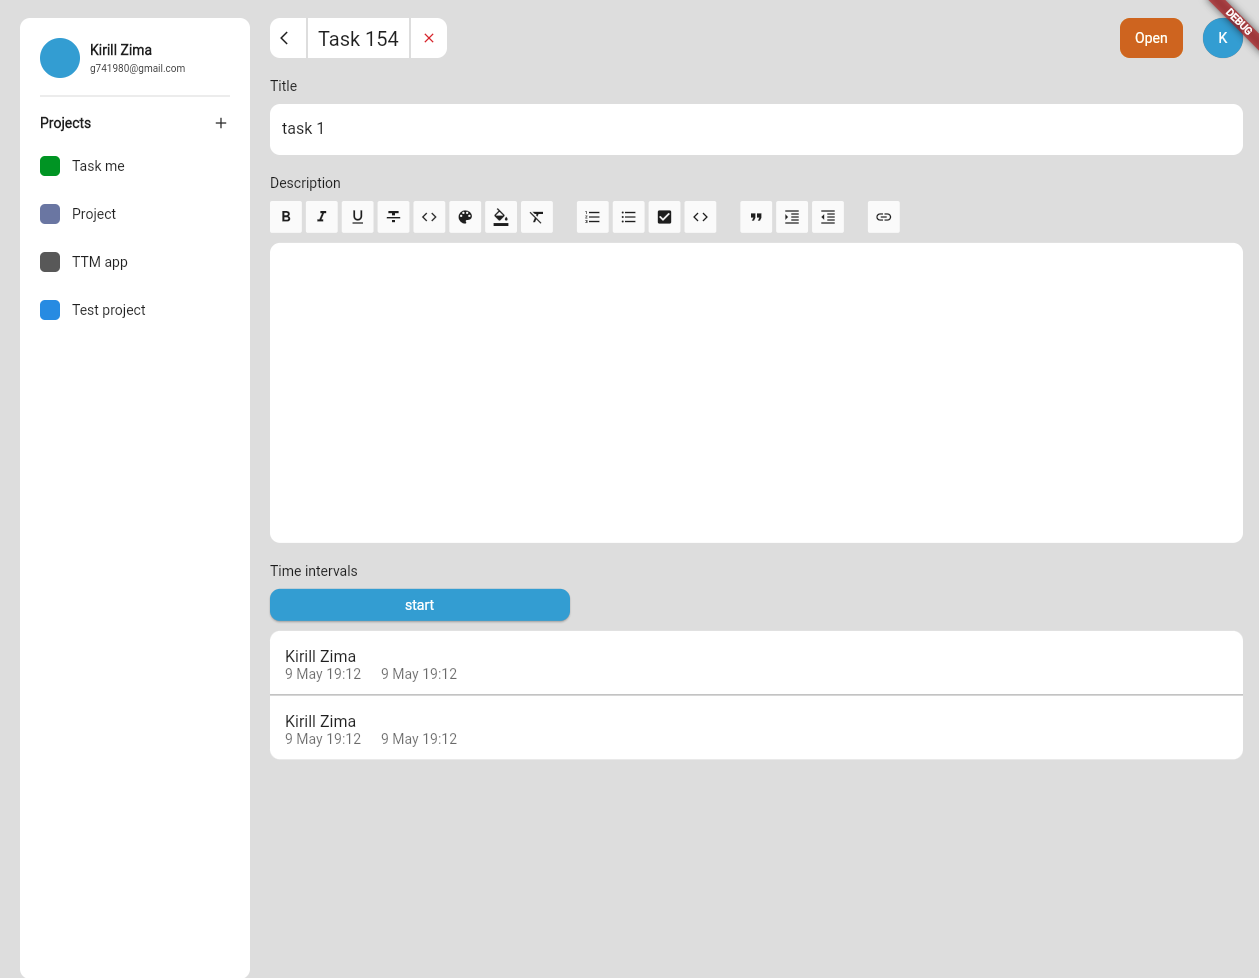 Kirill Zima
g741980@gmail.com
Projects
Task me
Project
TTM app
Test project
Task 154
Open
K
DEBUG
Title
task 1
Description
Time intervals
start
Kirill Zima
9 May 19:12 9 May 19:12
Kirill Zima
9 May 19:12 9 May 19:12